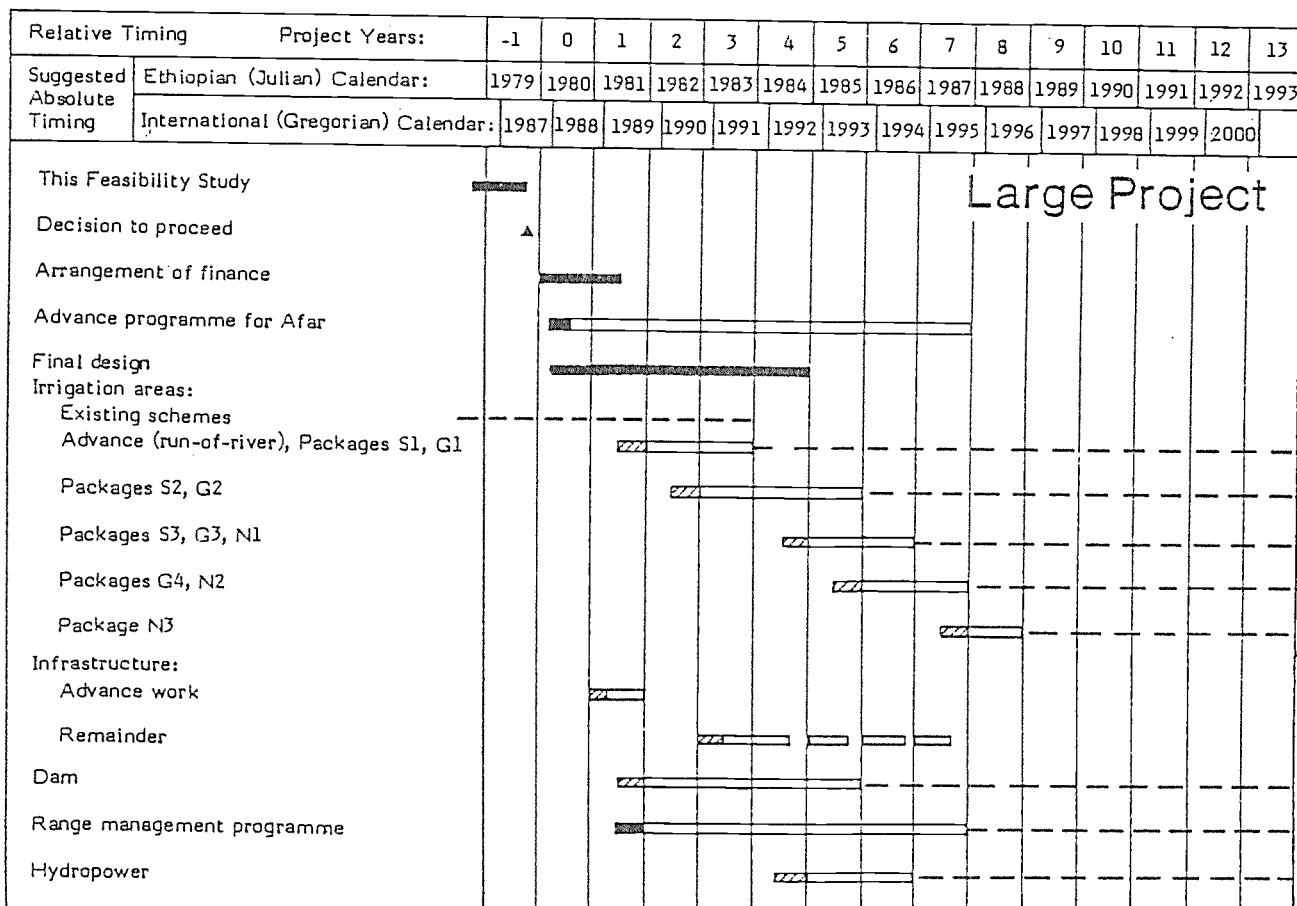 Relative Timing Project Years: -1 0 1 2 3 4 5 6 7 8 9 10 11 12 13
Suggested Absolute Timing
Ethiopian (Julian) Calendar: 1979 1980 1981 1982 1983 1984 1985 1986 1987 1988 1989 1990 1991 1992 1993
International (Gregorian) Calendar: 1987 1988 1989 1990 1991 1992 1993 1994 1995 1996 1997 1998 1999 2000
Large Project
This Feasibility Study
Decision to proceed
Arrangement of finance
Advance programme for Afar
Final design
Irrigation areas:
Existing schemes
Advance (run-of-river), Packages S1, G1
Packages S2, G2
Packages S3, G3, N1
Packages G4, N2
Package N3
Infrastructure:
Advance work
Remainder
Dam
Range management programme
Hydropower